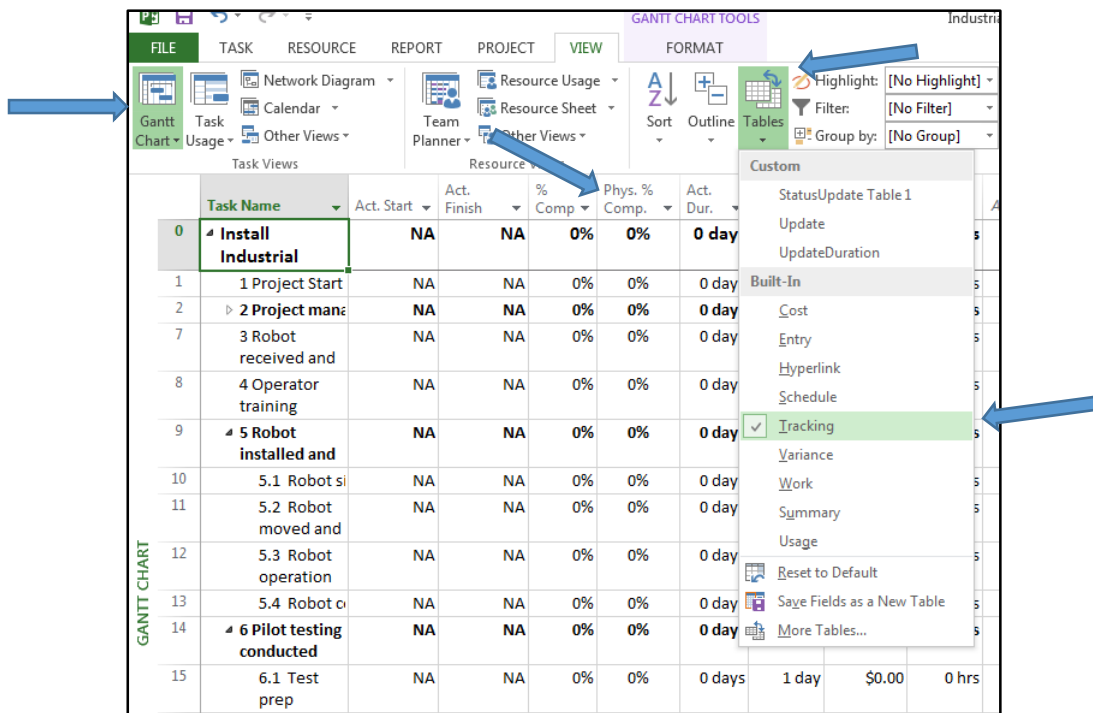 GANTT CHART TOOLS
FILE TASK RESOURCE REPORT PROJECT VIEW FORMAT
Gantt Chart
Task Usage
Network Diagram
Calendar
Other Views
Task Views
Team Planner
Resource Usage
Resource Sheet
Other Views
Resource
Sort
Outline
Tables
Highlight: [No Highlight]
Filter: [No Filter]
Group by: [No Group]
Task Name Act. Start Act. Finish % Comp Phys. % Comp. Act. Dur.
0 Install Industrial NA NA 0% 0% 0 day
1 1 Project Start NA NA 0% 0% 0 day
2 2 Project mana NA NA 0% 0% 0 day
7 3 Robot received and NA NA 0% 0% 0 day
8 4 Operator training NA NA 0% 0% 0 day
9 5 Robot installed and NA NA 0% 0% 0 day
10 5.1 Robot si NA NA 0% 0% 0 day
11 5.2 Robot moved and NA NA 0% 0% 0 day
12 5.3 Robot operation NA NA 0% 0% 0 day
13 5.4 Robot c NA NA 0% 0% 0 day
14 6 Pilot testing conducted NA NA 0% 0% 0 day
15 6.1 Test prep NA NA 0% 0% 0 days 1 day $0.00 0 hrs
Custom
StatusUpdate Table 1
Update
UpdateDuration
Built-In
Cost
Entry
Hyperlink
Schedule
Tracking
Variance
Work
Summary
Usage
Reset to Default
Save Fields as a New Table
More Tables...
GANTT CHART